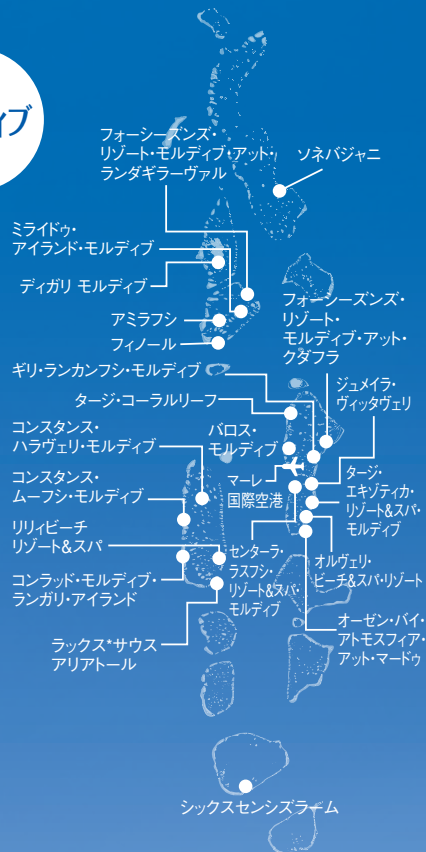 ィブ
フォーシーズンズ・
リゾート・モルディブ・アット・
ランダギラーヴァル
ソネバジャニ
ミライドゥ・
アイランド・モルディブ
ディガリ モルディブ
フォーシーズンズ・
リゾート・
モルディブ・アット・
クダフラ
アミラフシ
フィノール
ギリ・ランカンフシ・モルディブ
ジュメイラ・
ヴィッタヴェリ
タージ・コーラルリーフ
コンスタンス・
ハラヴェリ・モルディブ
バロス・
モルディブ
コンスタンス・
ムーフシ・モルディブ
マーレ
国際空港
タージ・
エキゾティカ・
リゾート&スパ・
モルディブ
リリィビーチ
リゾート&スパ
センターラ・
ラスフシ・
リゾート&スパ・
モルディブ
オルヴェリ・
ビーチ&スパ・リゾート
コンラッド・モルディブ・
ランガリ・アイランド
オーゼン・バイ・
アトモスフィア・
アット・マードゥ
ラックス*サウス
アリアトール
シックスセンシズラーム